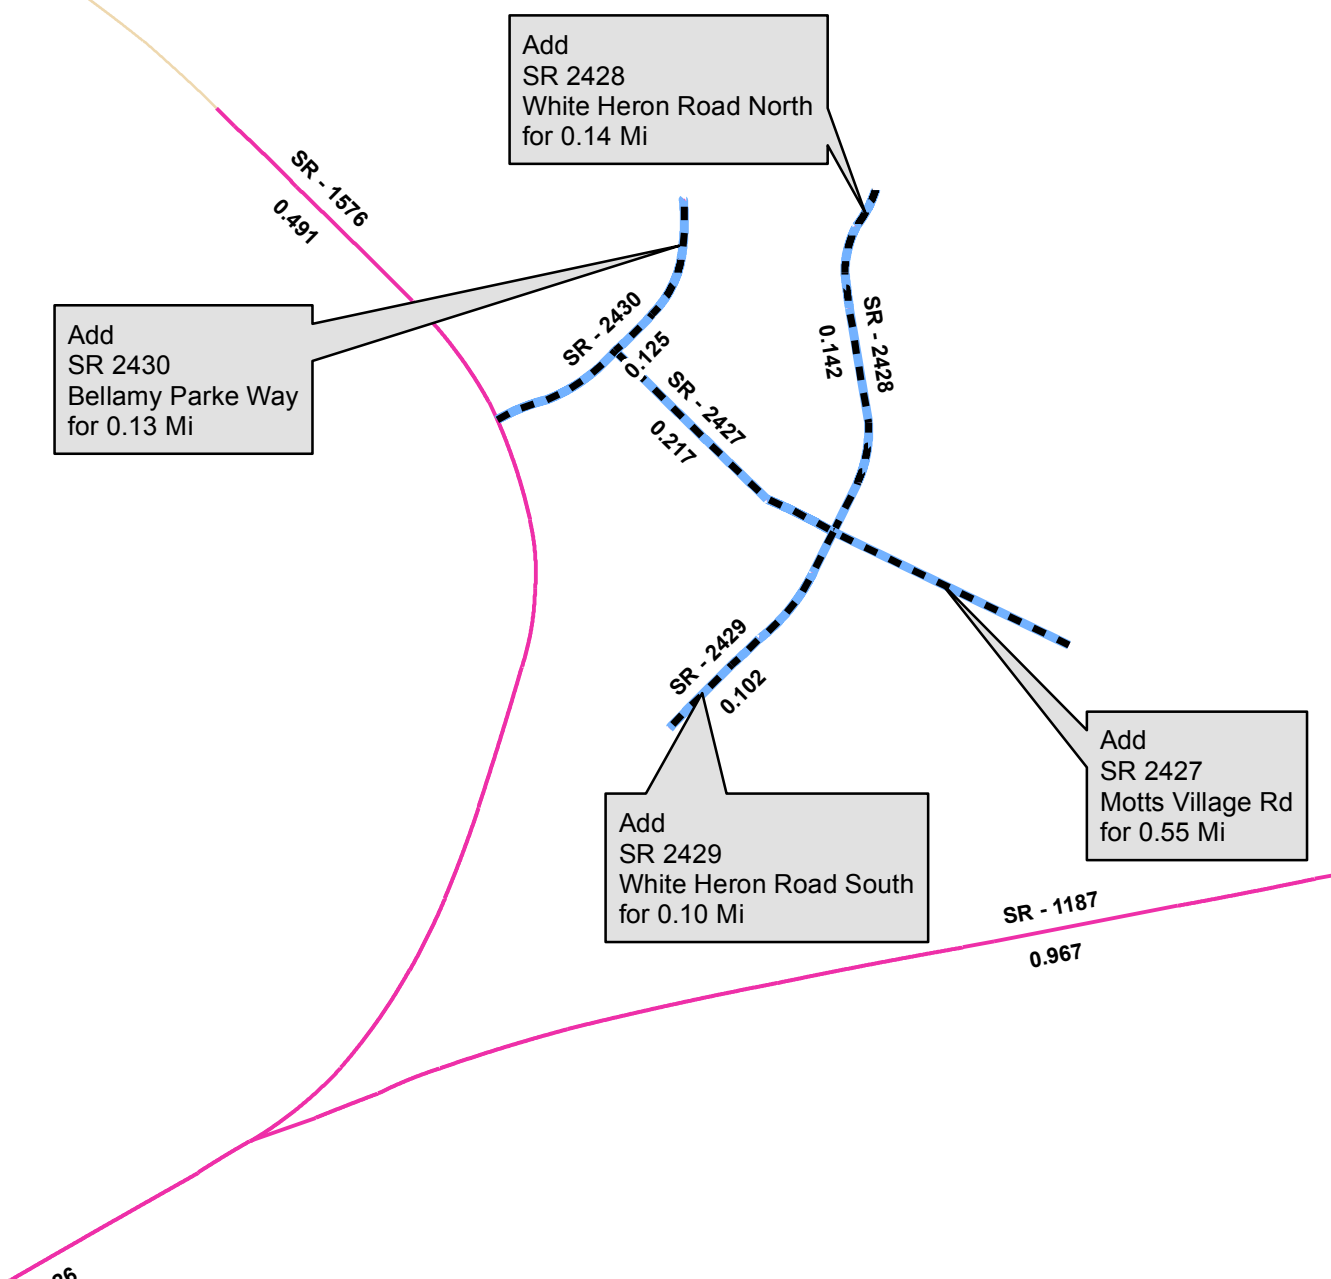 Add
SR 2428
White Heron Road North
for 0.14 Mi
SR - 1576
0.491
Add
SR 2430
Bellamy Parke Way
for 0.13 Mi
SR - 2430
0.125
SR - 2428
0.142
SR - 2427
0.217
SR - 2429
0.102
Add
SR 2427
Motts Village Rd
for 0.55 Mi
Add
SR 2429
White Heron Road South
for 0.10 Mi
SR - 1187
0.967